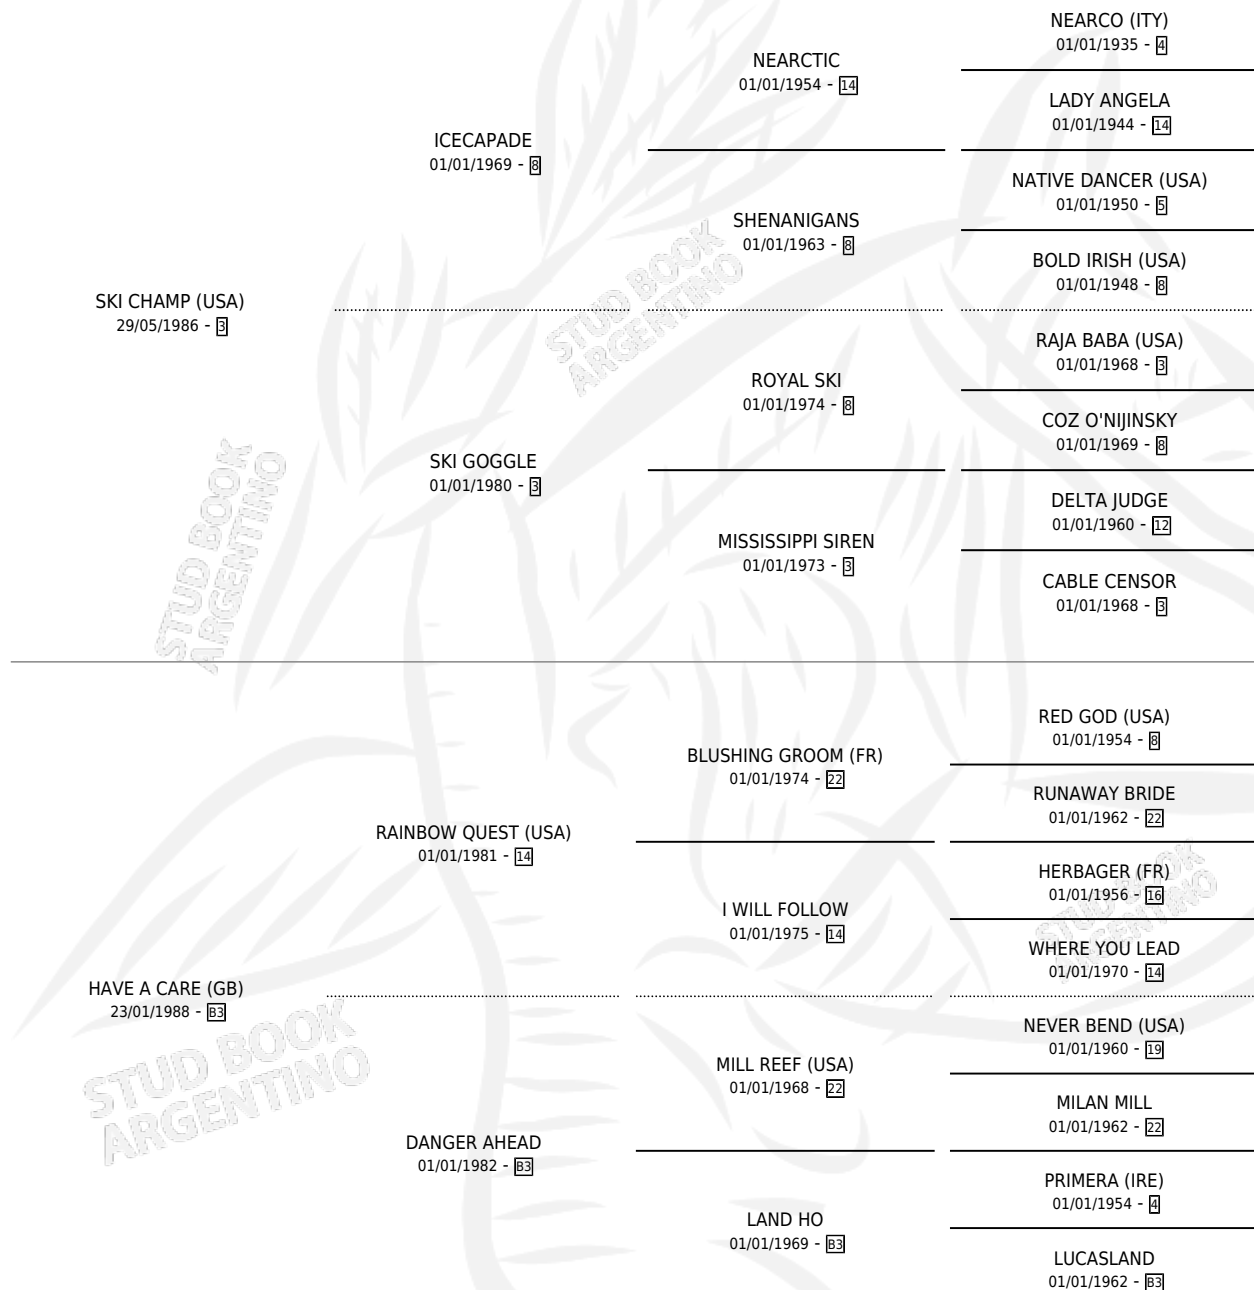 NEARCO (ITY)
01/01/1935 - 4
NEARCTIC
01/01/1954 - 14
LADY ANGELA
01/01/1944 - 14
ICECAPADE
01/01/1969 - 8
NATIVE DANCER (USA)
01/01/1950 - 5
SHENANIGANS
01/01/1963 - 8
BOLD IRISH (USA)
01/01/1948 - 8
SKI CHAMP (USA)
29/05/1986 - 3
STUD BOOK
ARGENTINO
RAJA BABA (USA)
01/01/1968 - 3
ROYAL SKI
01/01/1974 - 8
COZ O'NIJINSKY
01/01/1969 - 8
SKI GOGGLE
01/01/1980 - 3
DELTA JUDGE
01/01/1960 - 12
MISSISSIPPI SIREN
01/01/1973 - 3
CABLE CENSOR
01/01/1968 - 3
STUD BOOK
ARGENTINO
RED GOD (USA)
01/01/1954 - 8
BLUSHING GROOM (FR)
01/01/1974 - 22
RUNAWAY BRIDE
01/01/1962 - 22
RAINBOW QUEST (USA)
01/01/1981 - 14
HERBAGER (FR)
01/01/1956 - 16
STUD BOOK
ARGENTINO
I WILL FOLLOW
01/01/1975 - 14
WHERE YOU LEAD
01/01/1970 - 14
HAVE A CARE (GB)
23/01/1988 - B3
STUD BOOK
ARGENTINO
NEVER BEND (USA)
01/01/1960 - 19
MILL REEF (USA)
01/01/1968 - 22
MILAN MILL
01/01/1962 - 22
DANGER AHEAD
01/01/1982 - B3
PRIMERA (IRE)
01/01/1954 - 4
LAND HO
01/01/1969 - B3
LUCASLAND
01/01/1962 - B3